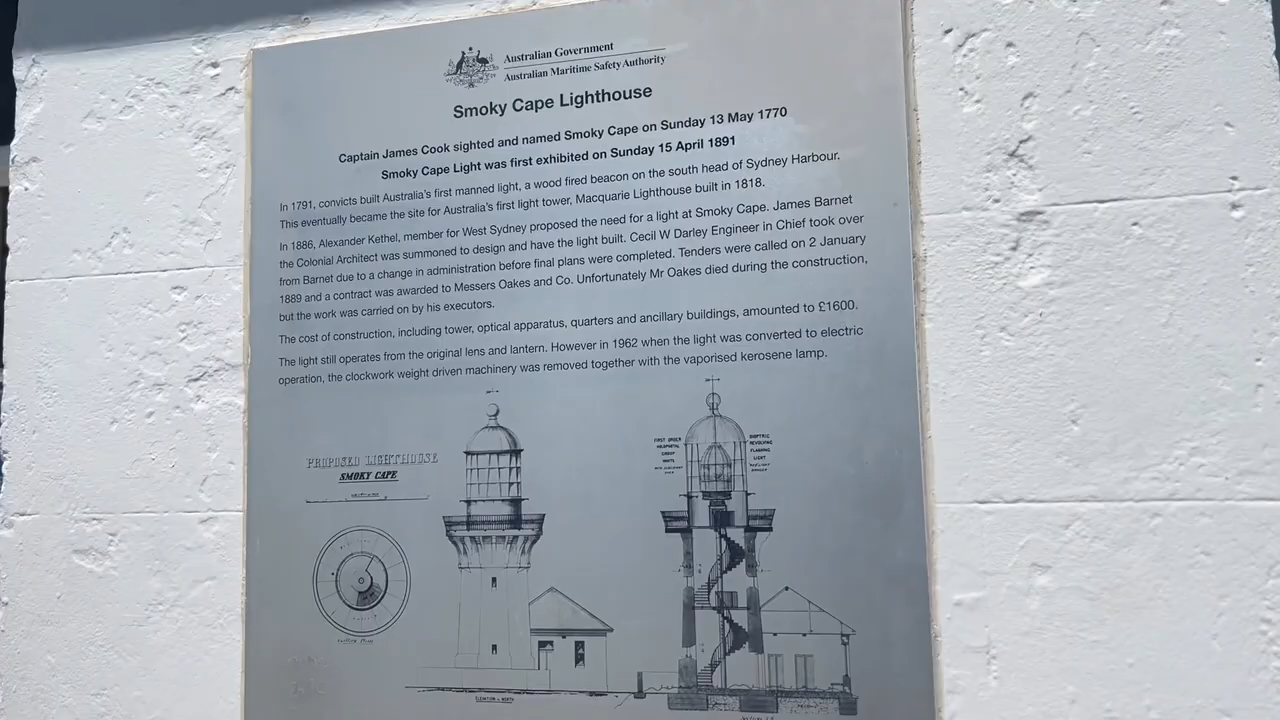 Australian Government
Australian Maritime Safety Authority
Smoky Cape Lighthouse
Captain James Cook sighted and named Smoky Cape on Sunday 13 May 1770
Smoky Cape Light was first exhibited on Sunday 15 April 1891
In 1791, convicts built Australia's first manned light, a wood fired beacon on the south head of Sydney Harbour.
This eventually became the site for Australia's first light tower, Macquarie Lighthouse built in 1818.
In 1886, Alexander Kethel, member for West Sydney proposed the need for a light at Smoky Cape. James Barnet
the Colonial Architect was summoned to design and have the light built. Cecil W Darley Engineer in Chief took over
from Barnet due to a change in administration before final plans were completed. Tenders were called on 2 January
1889 and a contract was awarded to Messers Oakes and Co. Unfortunately Mr Oakes died during the construction,
but the work was carried on by his executors.
The cost of construction, including tower, optical apparatus, quarters and ancillary buildings, amounted to £1600.
The light still operates from the original lens and lantern. However in 1962 when the light was converted to electric
operation, the clockwork weight driven machinery was removed together with the vaporised kerosene lamp.
PROPOSED LIGHTHOUSE
SMOKY CAPE
FIRST ORDER
GROUP
WHITE
DIOPTRIC
REVOLVING
FLASHING
LIGHT